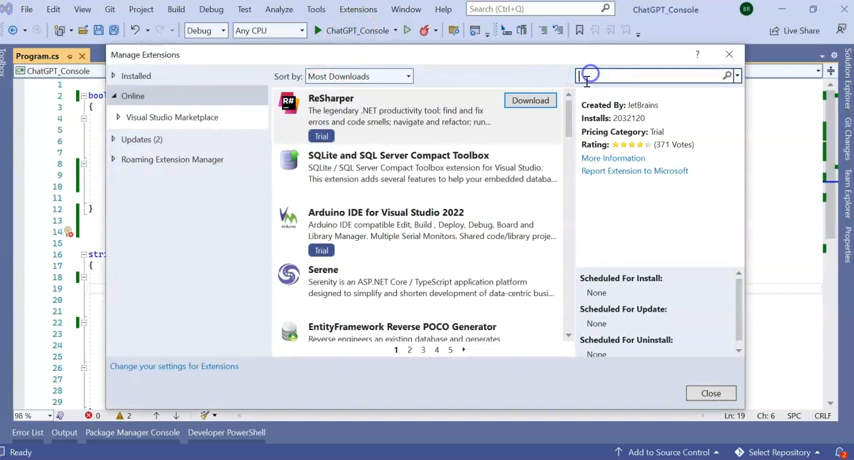 File Edit View Git Project Build Debug Test Analyze Tools Extensions Window Help Search (Ctrl+Q) ChatGPT_Console BR
Debug Any CPU ChatGPT_Console Live Share
Program.cs
ChatGPT_Console
Toolbox
Manage Extensions ?
Installed
Online
Visual Studio Marketplace
Updates (2)
Roaming Extension Manager
Change your settings for Extensions
Sort by: Most Downloads
ReSharper Download
The legendary .NET productivity tool: find and fix
errors and code smells; navigate and refactor; run...
Trial
SQLite and SQL Server Compact Toolbox
SQLite / SQL Server Compact Toolbox extension for Visual Studio.
This extension adds several features to help your embedded databa...
Arduino IDE for Visual Studio 2022
Arduino IDE compatible Edit, Build , Deploy, Debug, Board and
Library Manager. Multiple Serial Monitors. Shared code/library proje...
Trial
Serene
Serenity is an ASP.NET Core / TypeScript application platform
designed to simplify and shorten development of data-centric busi...
EntityFramework Reverse POCO Generator
Reverse engineers an existing database and generates
1 2 3 4 5
Created By: JetBrains
Installs: 2032120
Pricing Category: Trial
Rating: (371 Votes)
More Information
Report Extension to Microsoft
Scheduled For Install:
None
Scheduled For Update:
None
Scheduled For Uninstall:
None
Close
1
2 bool
3
4
5
6
7
8
9
10
11
12 }
13
14
15
16 stri
17 {
18
19
20
21
22
23
24
25
26
27
28
29
Solution Explorer
Git Changes
Team Explorer
Properties
98 % 0 2 Ln: 19 Ch: 6 SPC CRLF
Error List Output Package Manager Console Developer PowerShell
Ready Add to Source Control Select Repository 2